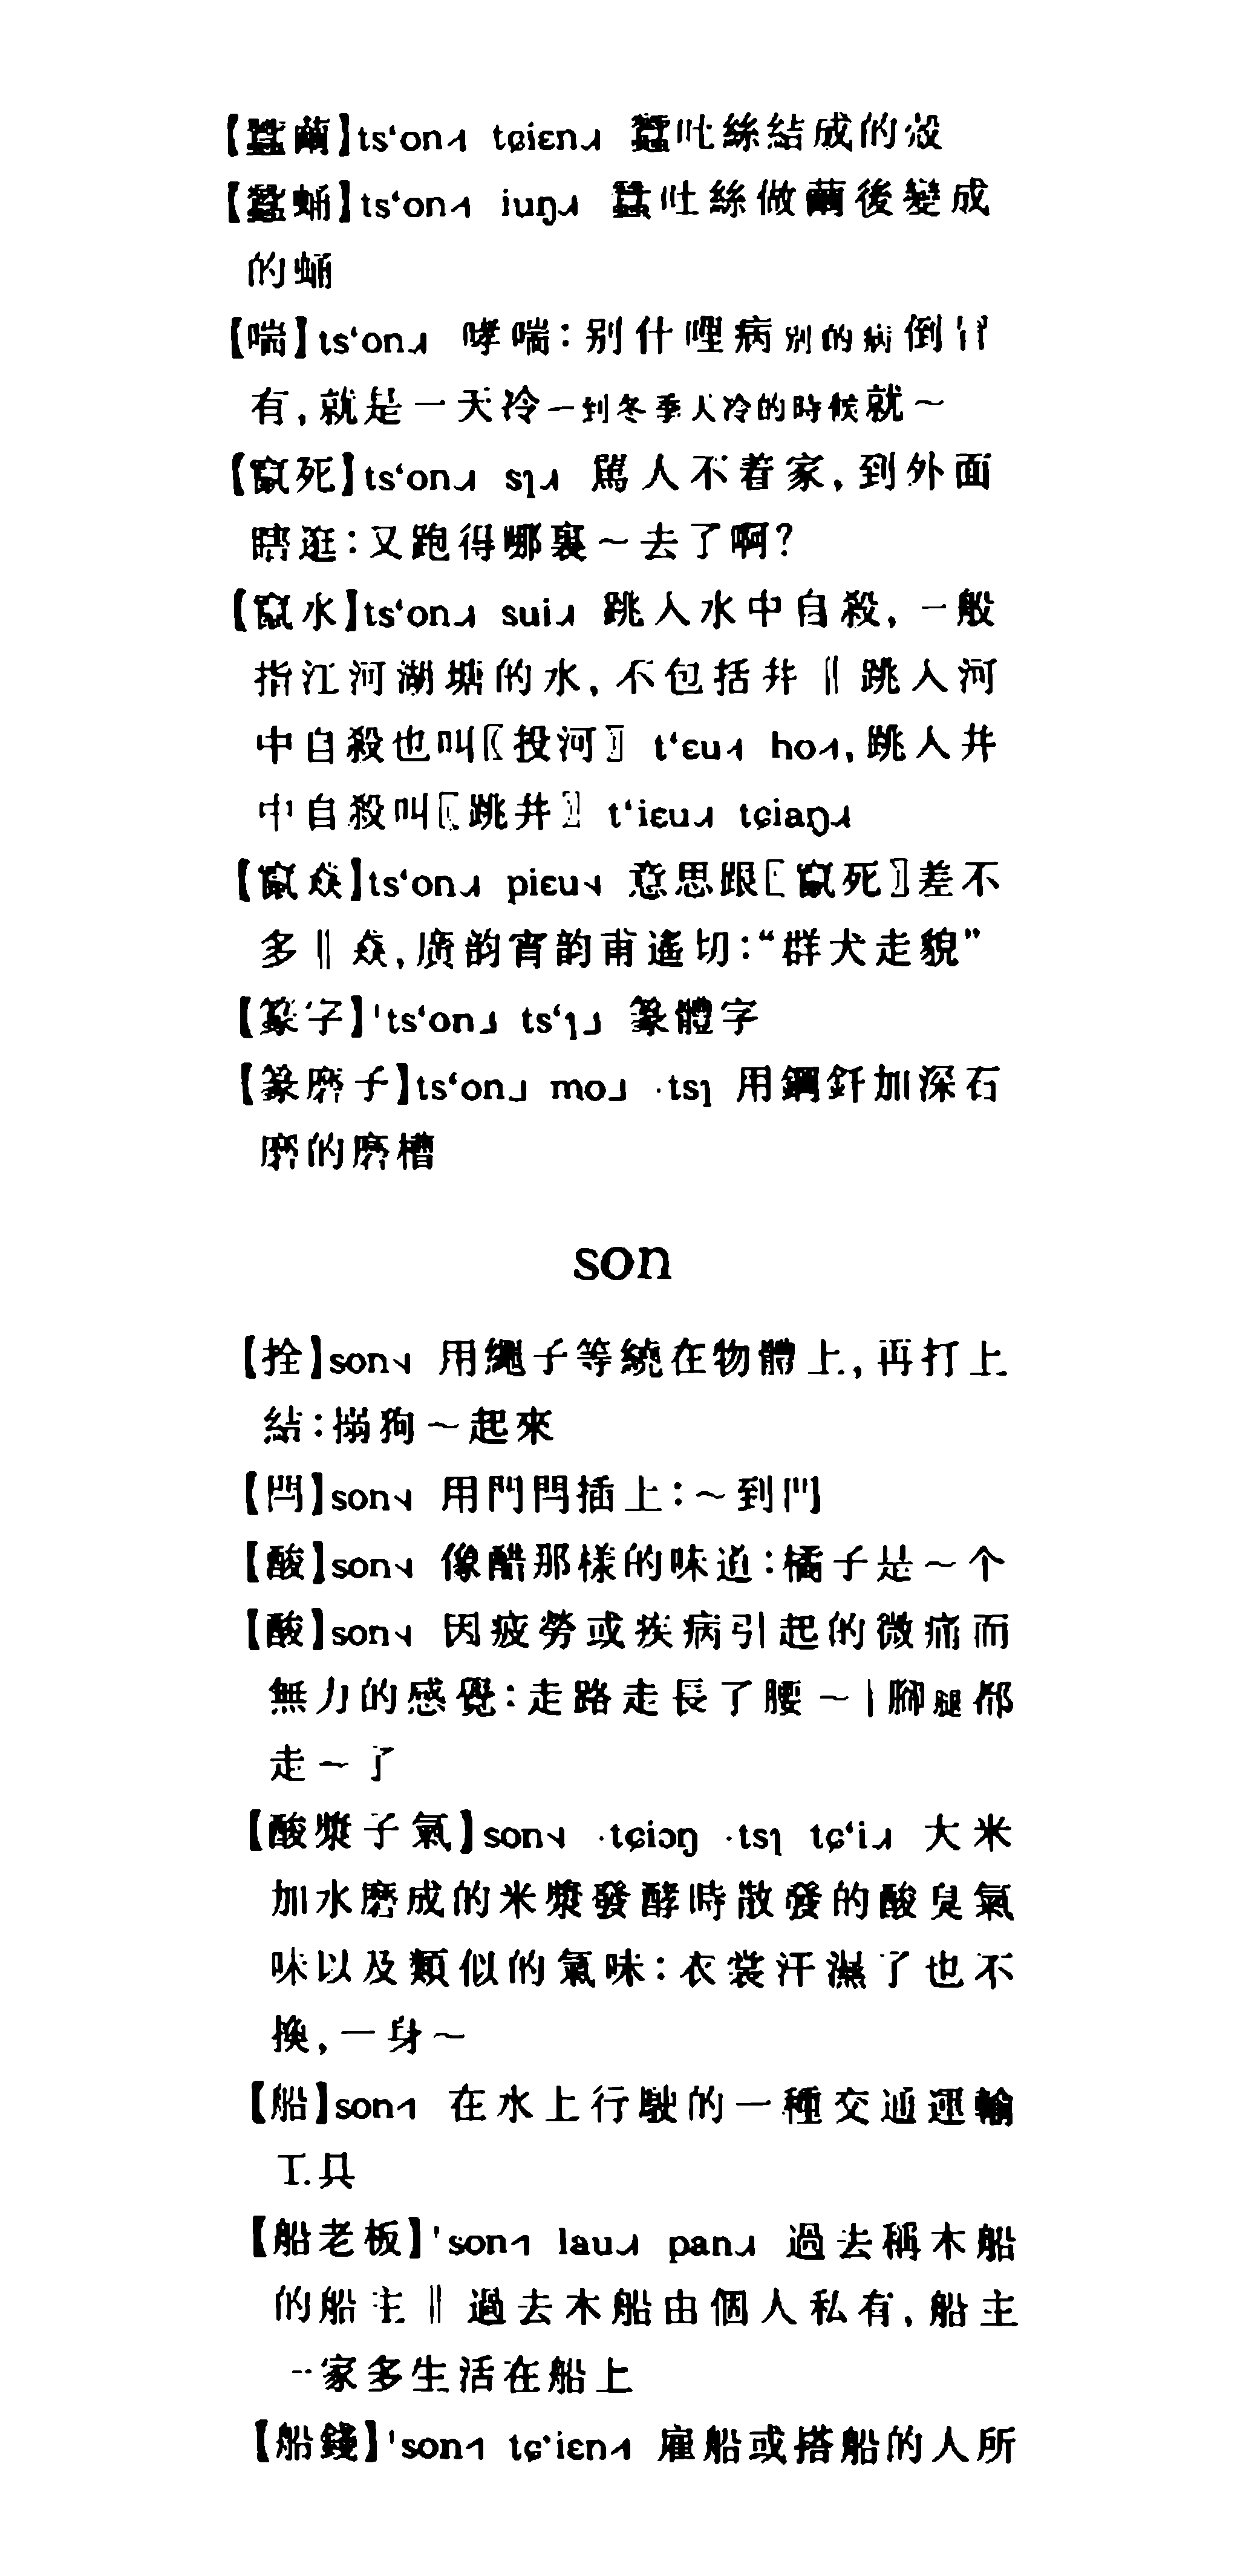 【蠶繭】ts‘on˧˥ tɕiɛn˨˩˧ 蠶吐絲結成的殻
【蠶蛹】ts‘on˧˥ iuŋ˨˩˧ 蠶吐絲做繭後變成
的蛹
【喘】ts‘on˨˩˧ 哮喘：别什哩病别的病倒冇
有，就是一天冷一到冬季天冷的時候就～
【竄死】ts‘on˨˩˧ sɿ˨˩˧ 駡人不着家，到外面
瞎逛：又跑得哪裏～去了啊？
【竄水】ts‘on˨˩˧ sui˨˩˧ 跳入水中自殺，一般
指江河湖塘的水，不包括井‖跳入河
中自殺也叫〖投河〗 t‘ɛu˧˥ ho˧˥，跳入井
中自殺叫〖跳井〗 t‘iɛu˨˩˧ tɕiaŋ˨˩˧
【竄猋】ts‘on˨˩˧ piɛu˦˨ 意思跟〖竄死〗差不
多‖猋，廣韵宵韵甫遙切：“群犬走貌”
【篆字】ˈts‘on˨˩ ts‘ɿ˨˩ 篆體字
【篆磨子】ts‘on˨˩ mo˨˩ ·tsɿ 用鋼釺加深石
磨的磨槽
son
【拴】son˦˨ 用繩子等繞在物體上，再打上
結：搦狗～起來
【閂】son˦˨ 用門閂插上：～到門
【酸】son˦˨ 像醋那樣的味道：橘子是～个
【酸】son˦˨ 因疲勞或疾病引起的微痛而
無力的感覺：走路走長了腰～｜腳腿都
走～了
【酸漿子氣】son˦˨ ·tɕiɔŋ ·tsɿ tɕ‘i˨˩˧ 大米
加水磨成的米漿發酵時散發的酸臭氣
味以及類似的氣味：衣裳汗濕了也不
换，一身～
【船】son˧˥ 在水上行駛的一種交通運輸
工具
【船老板】ˈson˧˥ lau˨˩˧ pan˨˩˧ 過去稱木船
的船主‖過去木船由個人私有，船主
一家多生活在船上
【船錢】ˈson˧˥ tɕ‘iɛn˧˥ 雇船或搭船的人所